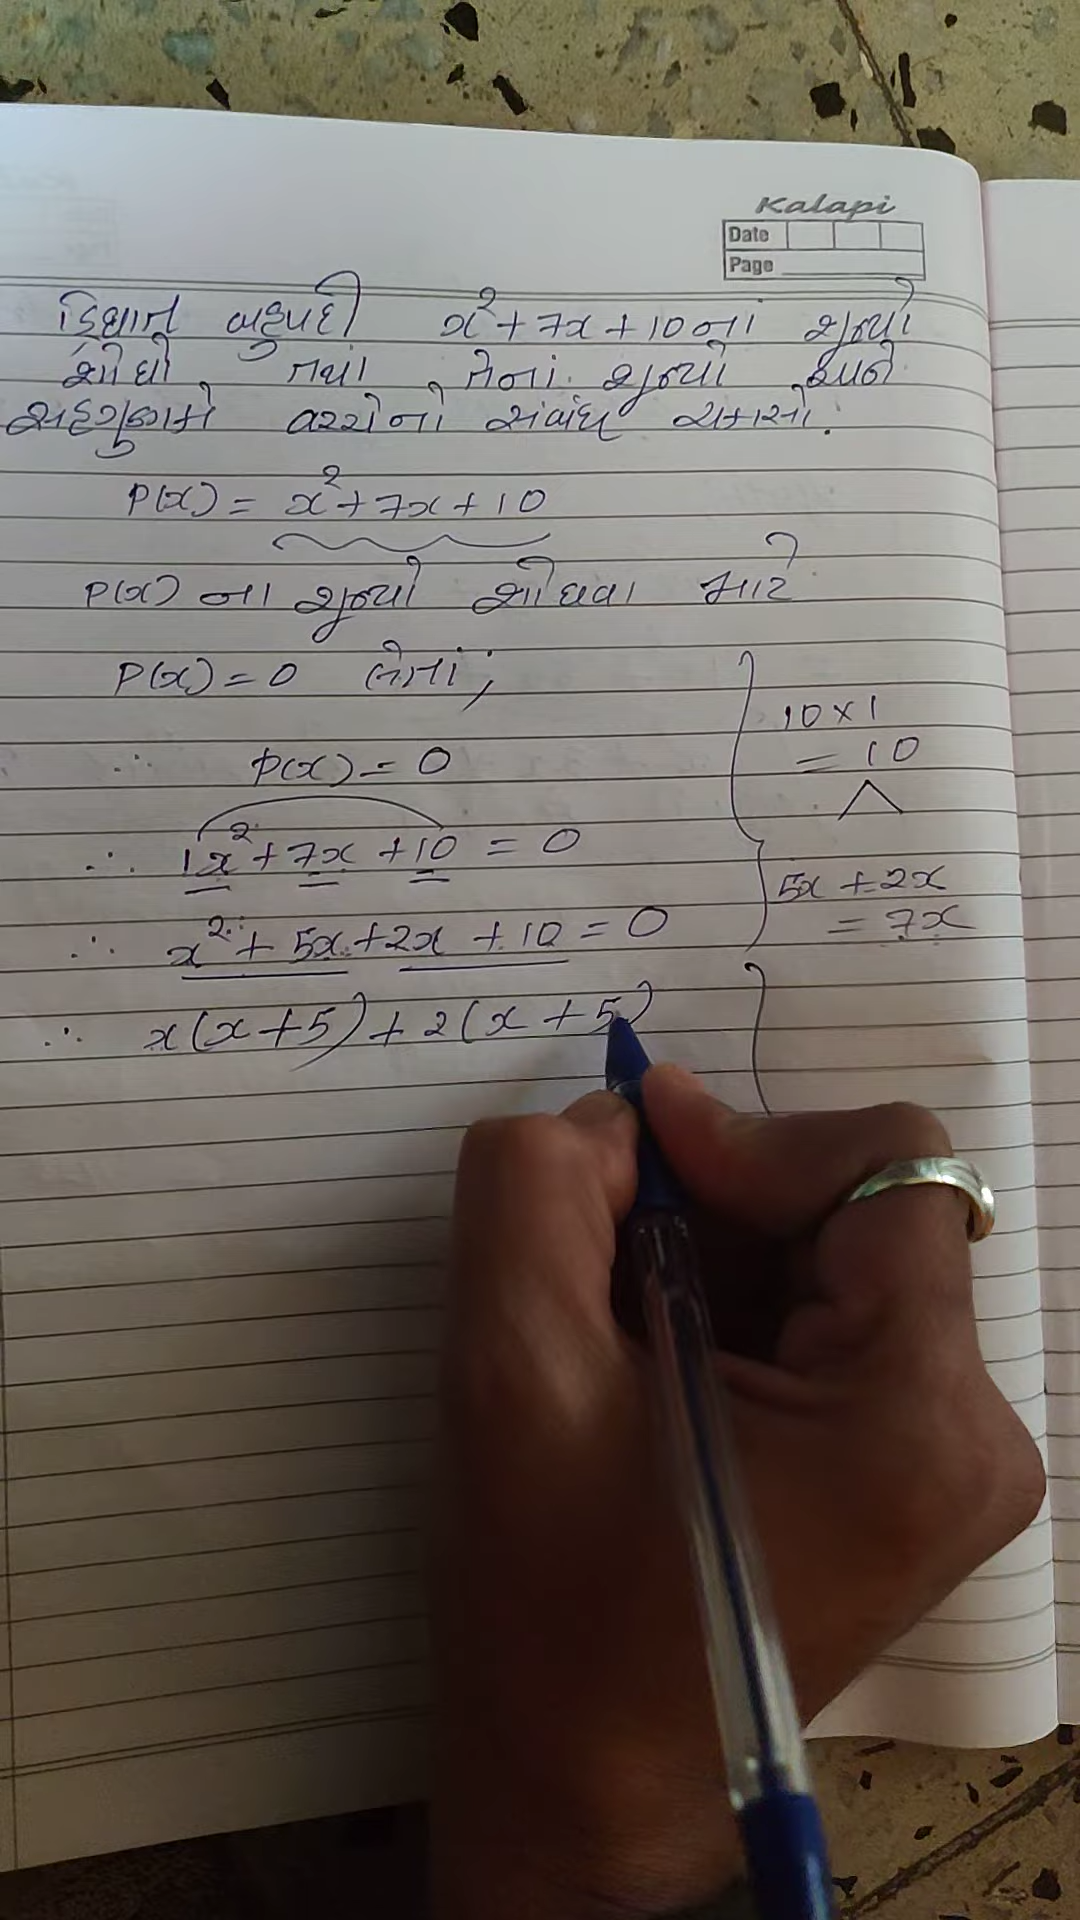 Kalapi
Date
Page
દ્વિઘાત બહુપદી x²+7x+10નાં શૂન્યો
શોધો તથા તેનાં શૂન્યો અને
સહગુણકો વચ્ચેનો સંબંધ ચકાસો.
P(x) = x²+7x+10
P(x) ના શૂન્યો શોધવા માટે
P(x)=0 લેતાં;
∴ P(x)=0
∴ 1x²+7x+10=0
∴ x²+5x+2x+10=0
∴ x(x+5)+2(x+5)
10×1
=10
5x+2x
=7x